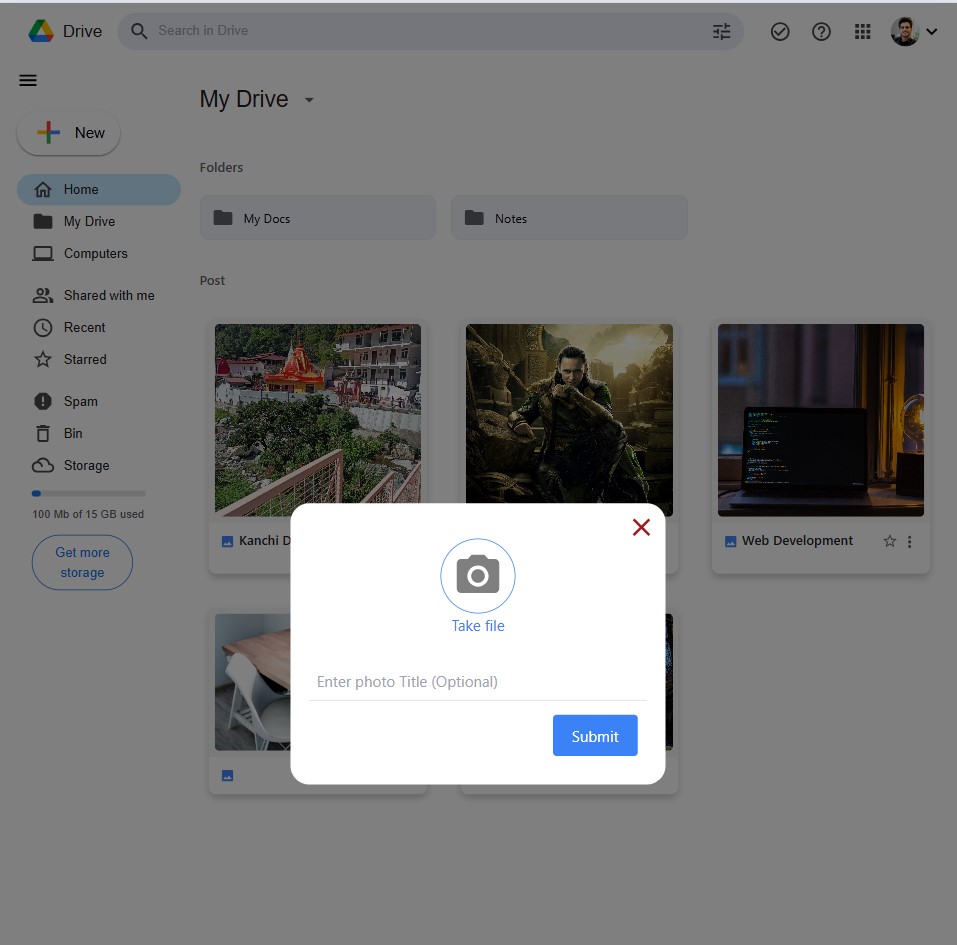 Drive
Search in Drive
My Drive
New
Folders
Home
My Drive
Computers
My Docs
Notes
Post
Shared with me
Recent
Starred
Spam
Bin
Storage
100 Mb of 15 GB used
Get more
storage
Kanchi D
Web Development
Take file
Enter photo Title (Optional)
Submit